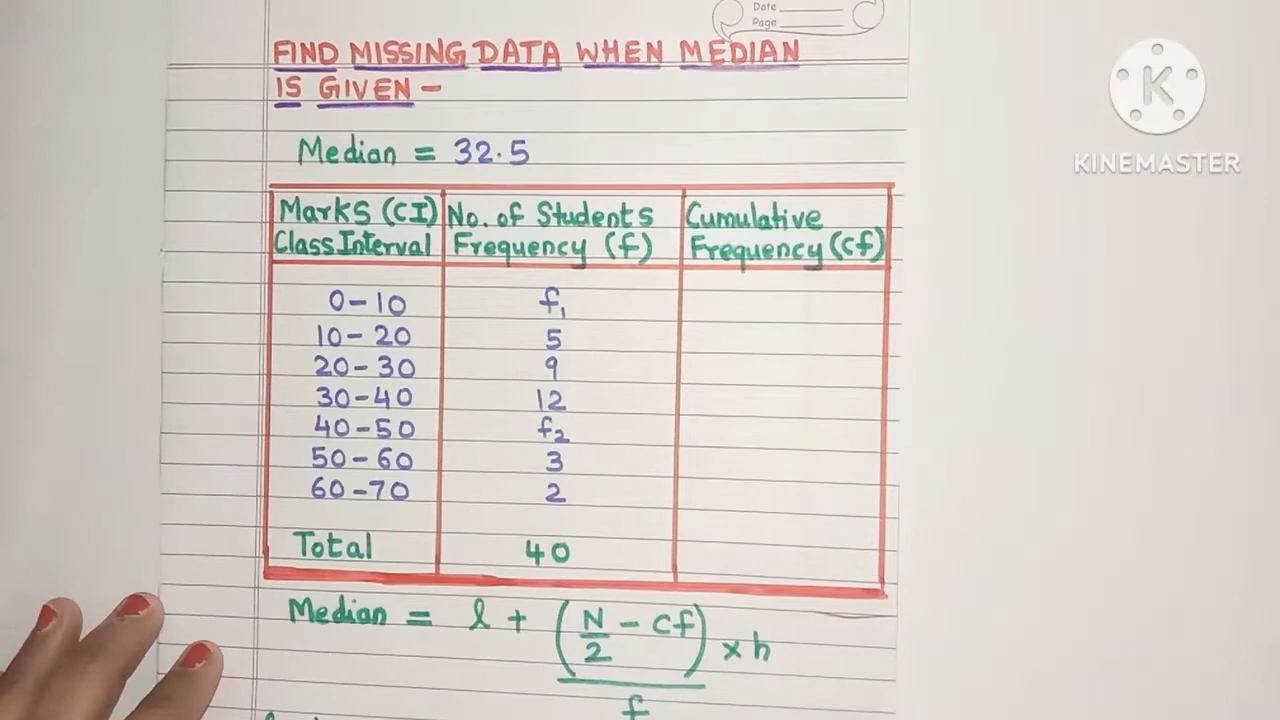 Date
Page
FIND MISSING DATA WHEN MEDIAN
IS GIVEN -
Median = 32.5
Marks (CI) No. of Students Cumulative
Class Interval Frequency (f) Frequency (cf)
0-10 f₁
10-20 5
20-30 9
30-40 12
40-50 f₂
50-60 3
60-70 2
Total 40
Median = l + (N/2 - cf) × h
f
K
KINEMASTER